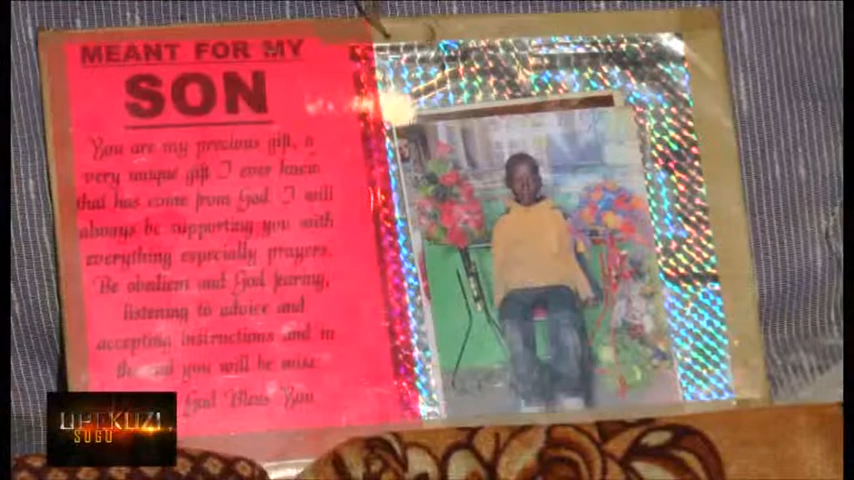 MEANT FOR MY
SON
You are my precious gift, a
very unique gift I ever knew
that has come from God. I will
always be supporting you with
everything especially prayers.
Be obedient and God fearing,
listening to advice and
accepting instructions and in
the end you will be wise.
God Bless You
UPEKUZI
SUGU